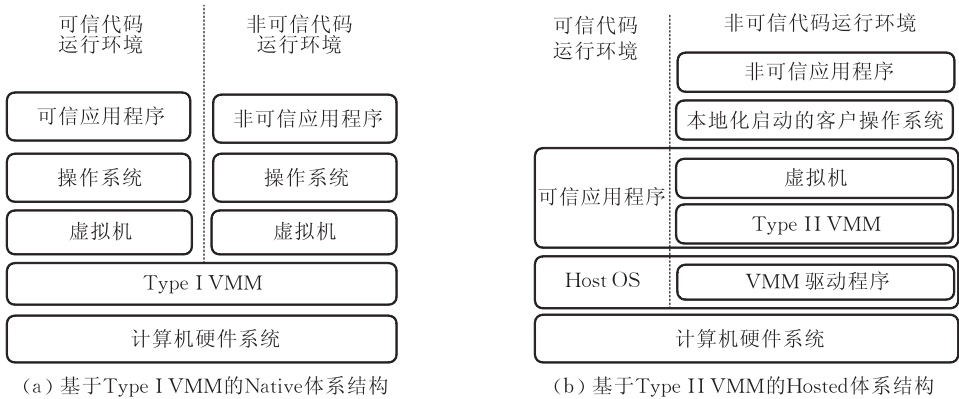 可信代码
运行环境
非可信代码
运行环境
可信应用程序
非可信应用程序
操作系统
操作系统
虚拟机
虚拟机
Type I VMM
计算机硬件系统
(a)基于Type I VMM的Native体系结构
可信代码
运行环境
非可信代码运行环境
非可信应用程序
本地化启动的客户操作系统
可信应用程序
虚拟机
Type II VMM
Host OS
VMM 驱动程序
计算机硬件系统
(b)基于Type II VMM的Hosted体系结构